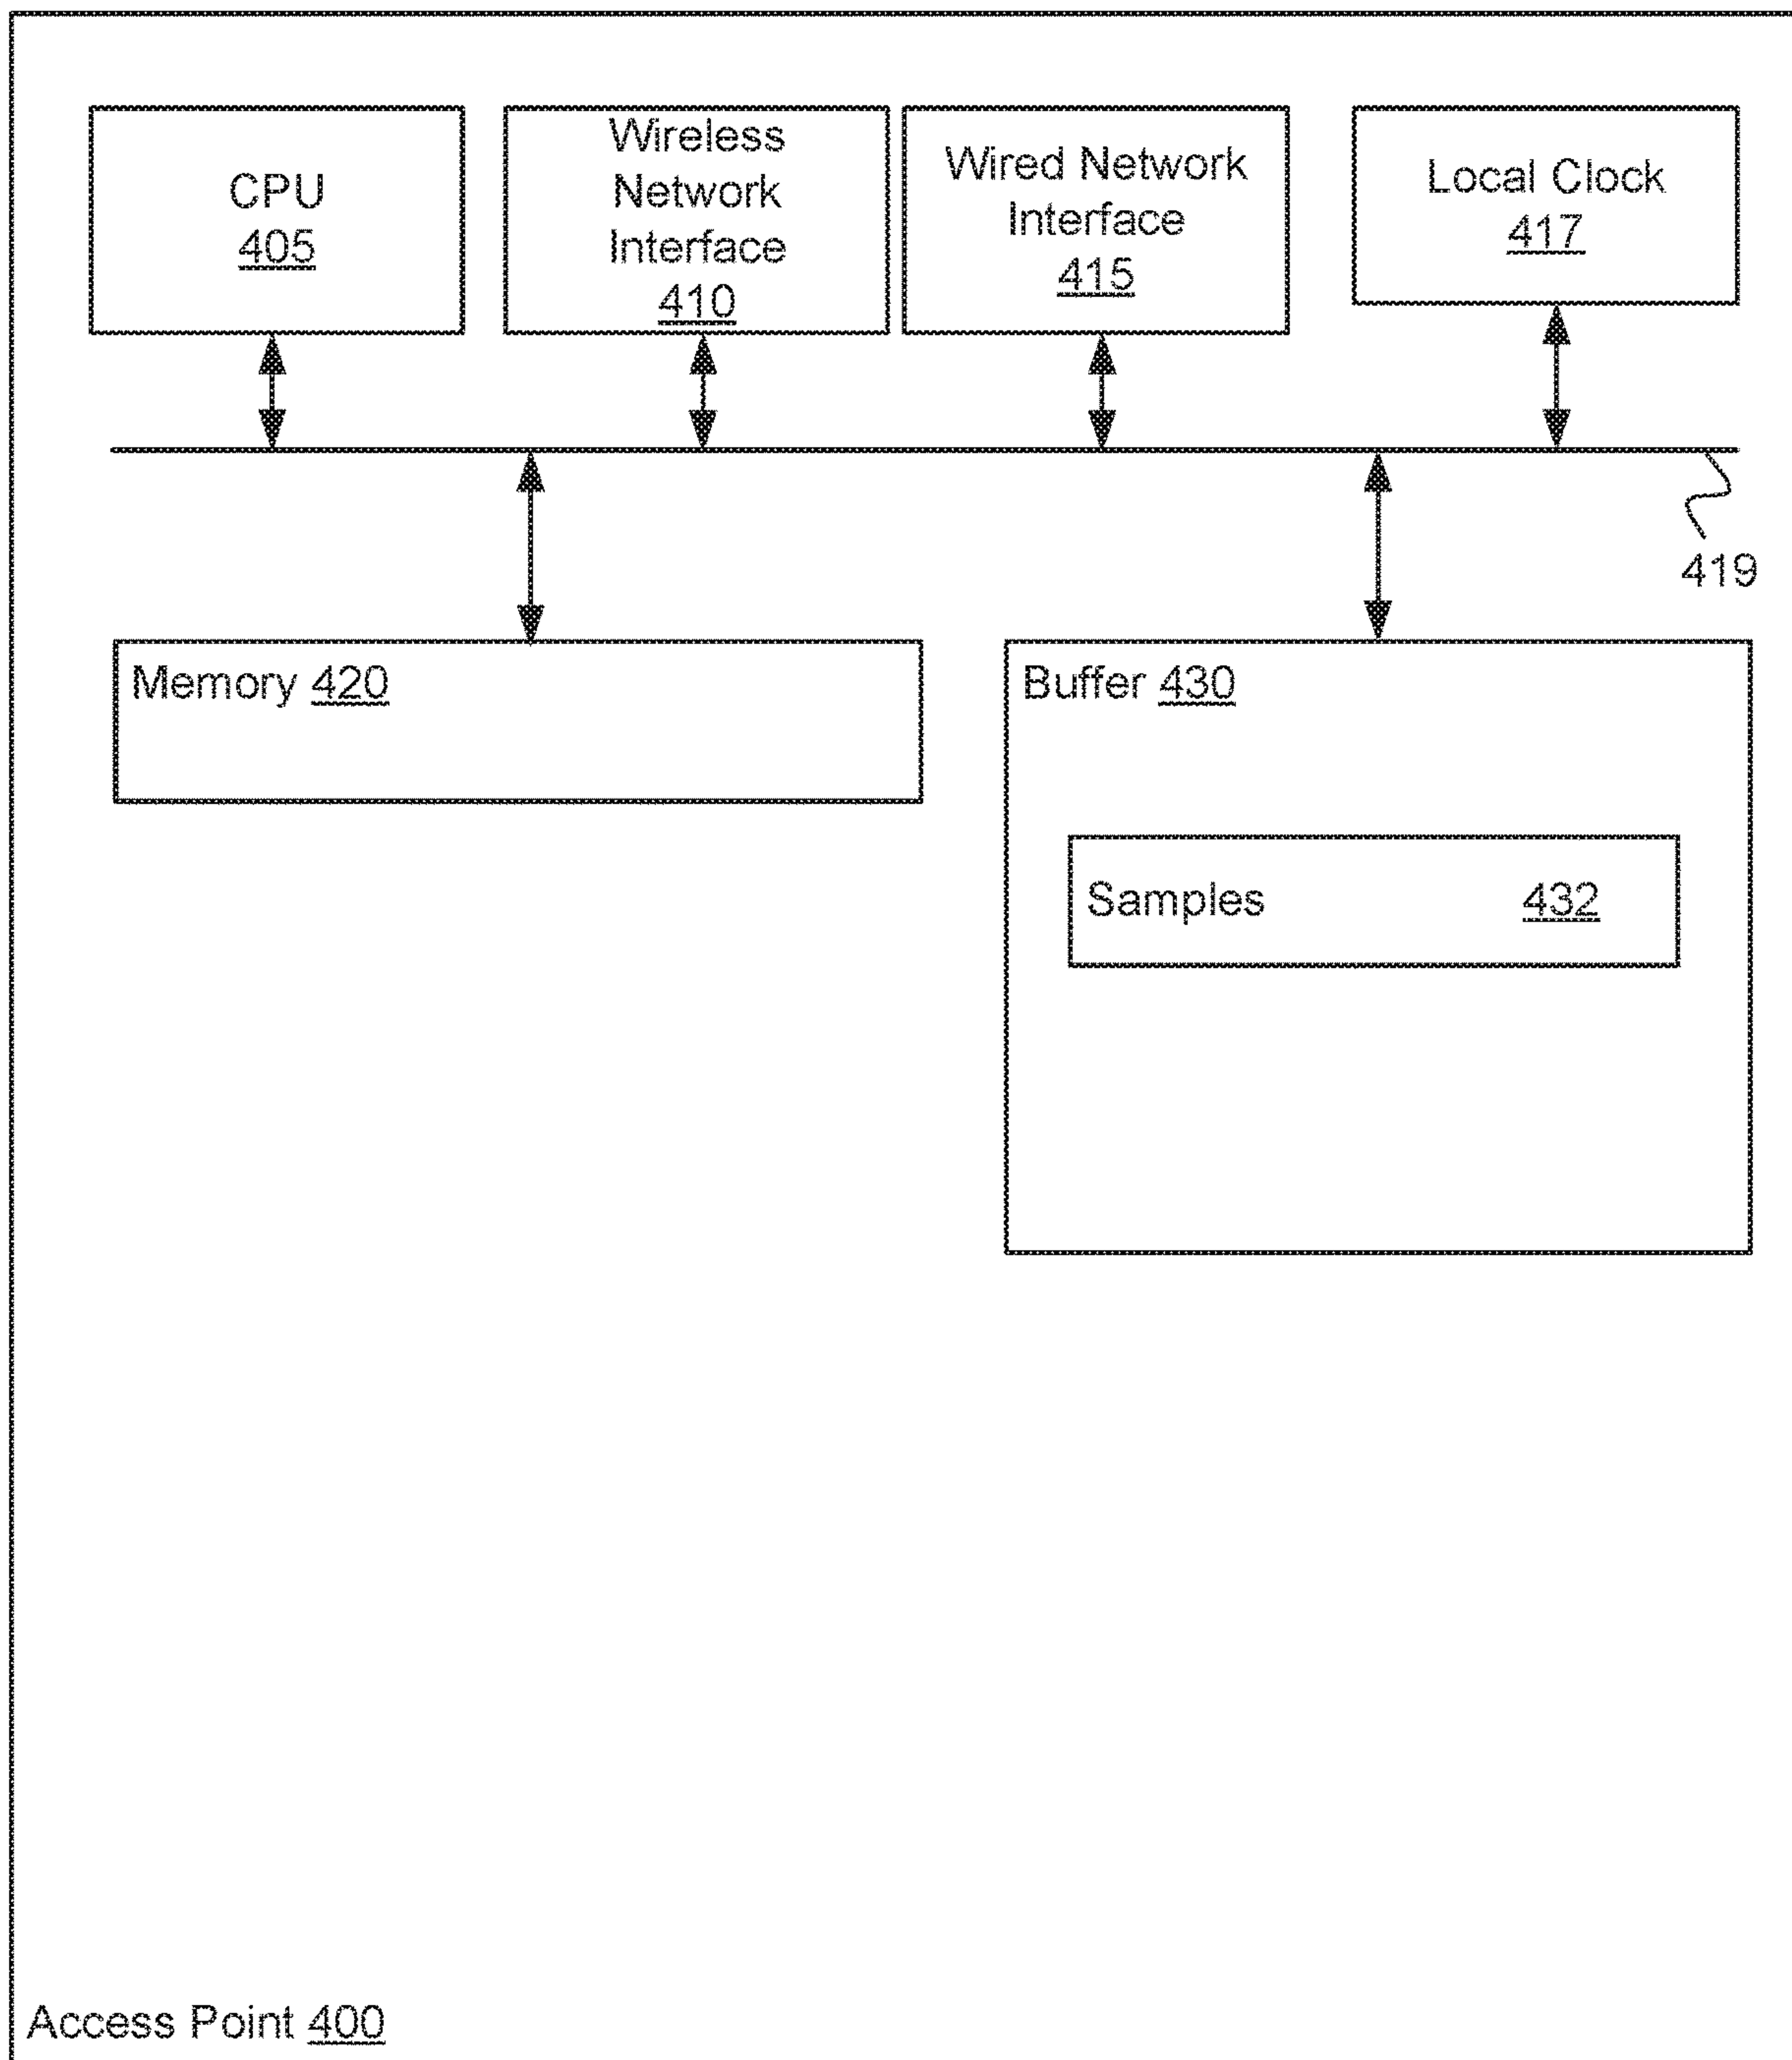 CPU
405
Wireless
Network
Interface
410
Wired Network
Interface
415
Local Clock
417
419
Memory 420
Buffer 430
Samples 432
Access Point 400